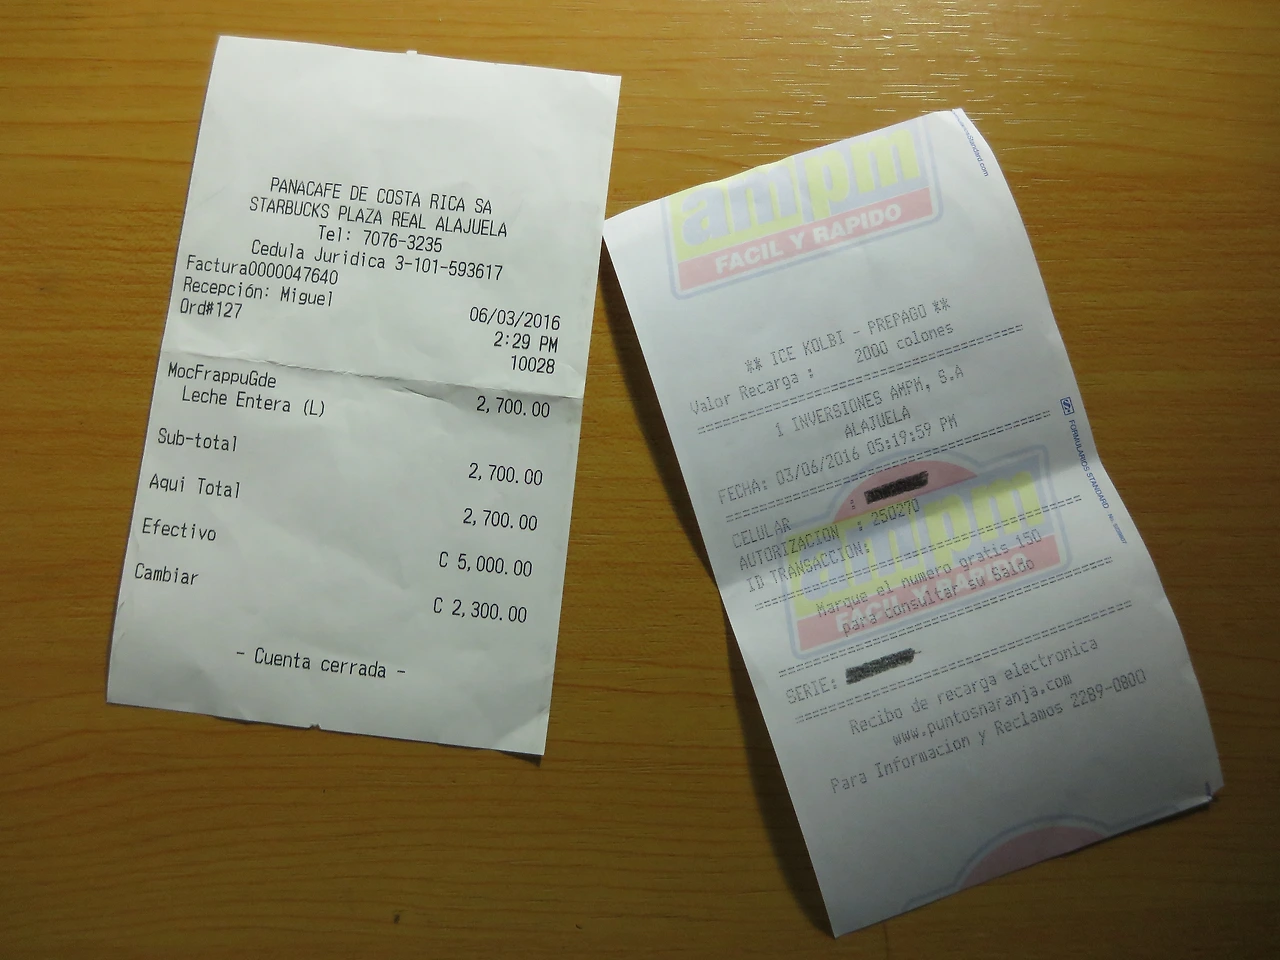 PANACAFE DE COSTA RICA SA
STARBUCKS PLAZA REAL ALAJUELA
Tel: 7076-3235
Cedula Juridica 3-101-593617
Factura0000047640
Recepción: Miguel 06/03/2016
Ord#127 2:29 PM
10028
MocFrappuGde
Leche Entera (L) 2,700.00
Sub-total 2,700.00
Aqui Total 2,700.00
Efectivo C 5,000.00
Cambiar C 2,300.00
- Cuenta cerrada -
ampm
FACIL Y RAPIDO
** ICE KOLBI - PREPAGO **
Valor Recarga : 2000 colones
1 INVERSIONES AMPM, S.A
ALAJUELA
FECHA: 03/06/2016 05:19:59 PM
CELULAR :
AUTORIZACION : 250270
ID TRANSACCION:
Marque al numero gratis 150
para consultar su Saldo
ampm
FACIL Y RAPIDO
SERIE:
Recibo de recarga electronica
www.puntosnaranja.com
Para Informacion y Reclamos 2289-0800
FORMULARIOS STANDARD